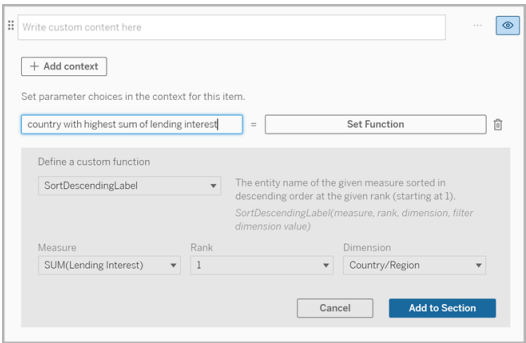 Write custom content here
+ Add context
Set parameter choices in the context for this item.
country with highest sum of lending interest = Set Function
Define a custom function
SortDescendingLabel
The entity name of the given measure sorted in
descending order at the given rank (starting at 1).
SortDescendingLabel(measure, rank, dimension, filter
dimension value)
Measure Rank Dimension
SUM(Lending Interest) 1 Country/Region
Cancel Add to Section